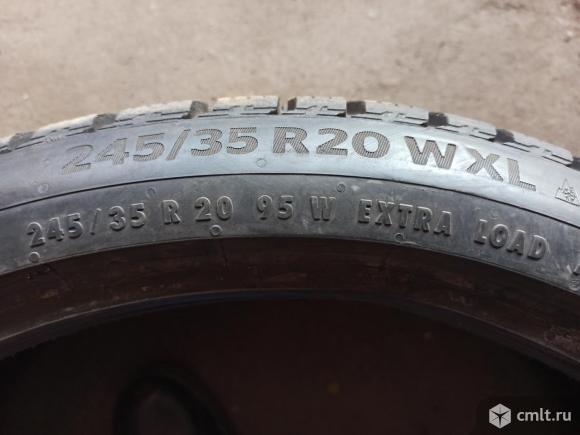 245/35 R20 W XL
245/35 R 20 95 W EXTRA LOAD
cmlt.ru